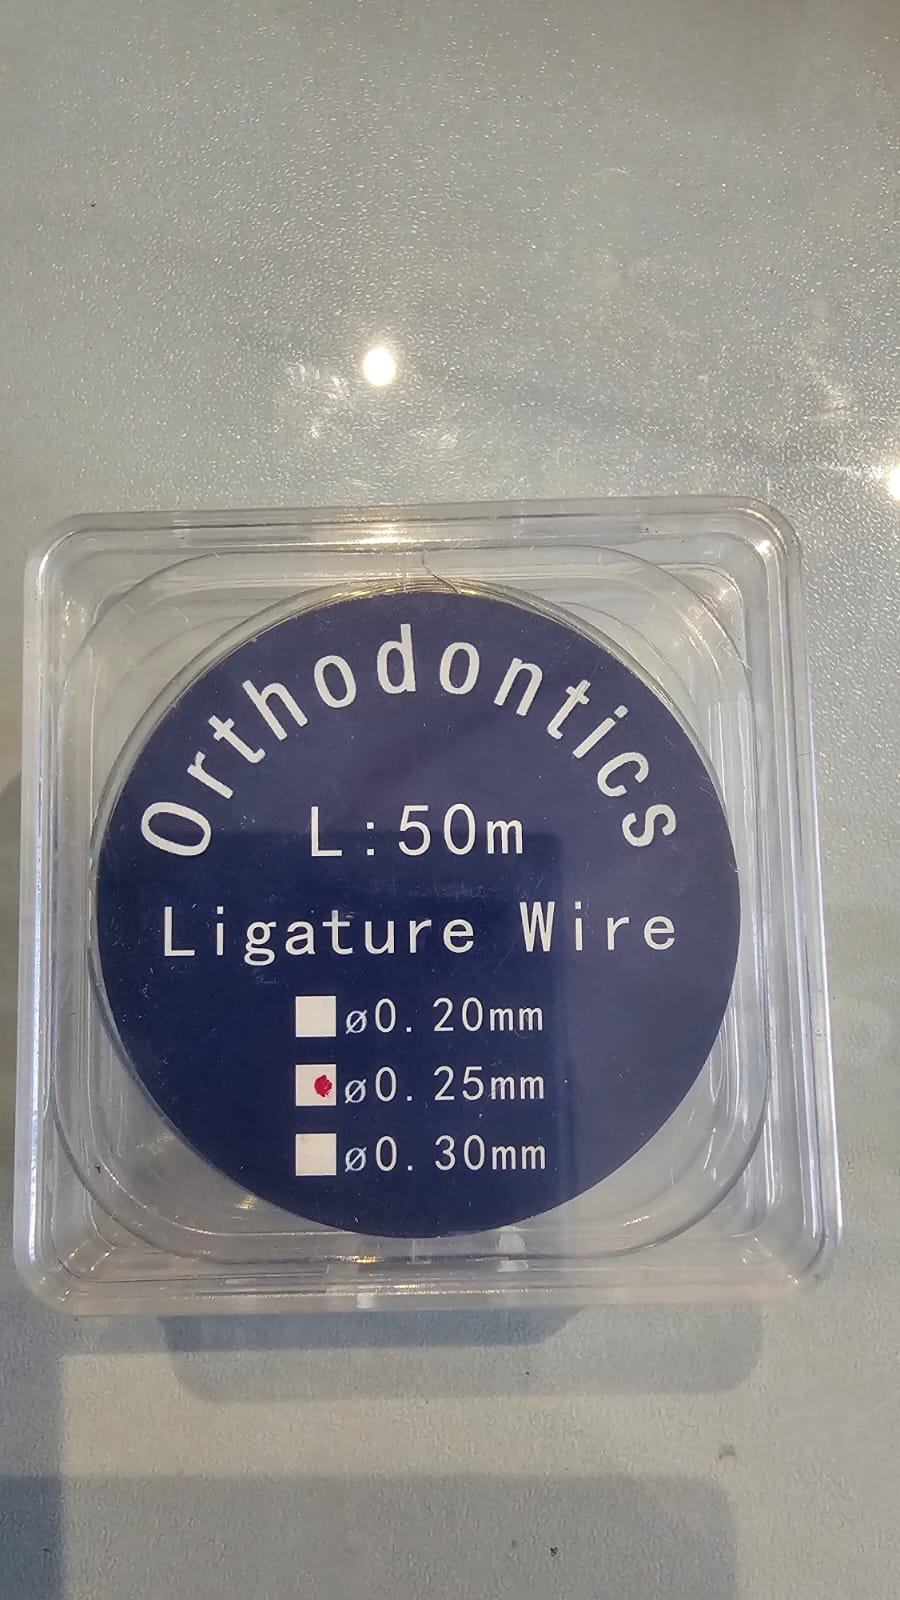 Orthodontics
L:50m
Ligature Wire
ø0.20mm
ø0.25mm
ø0.30mm